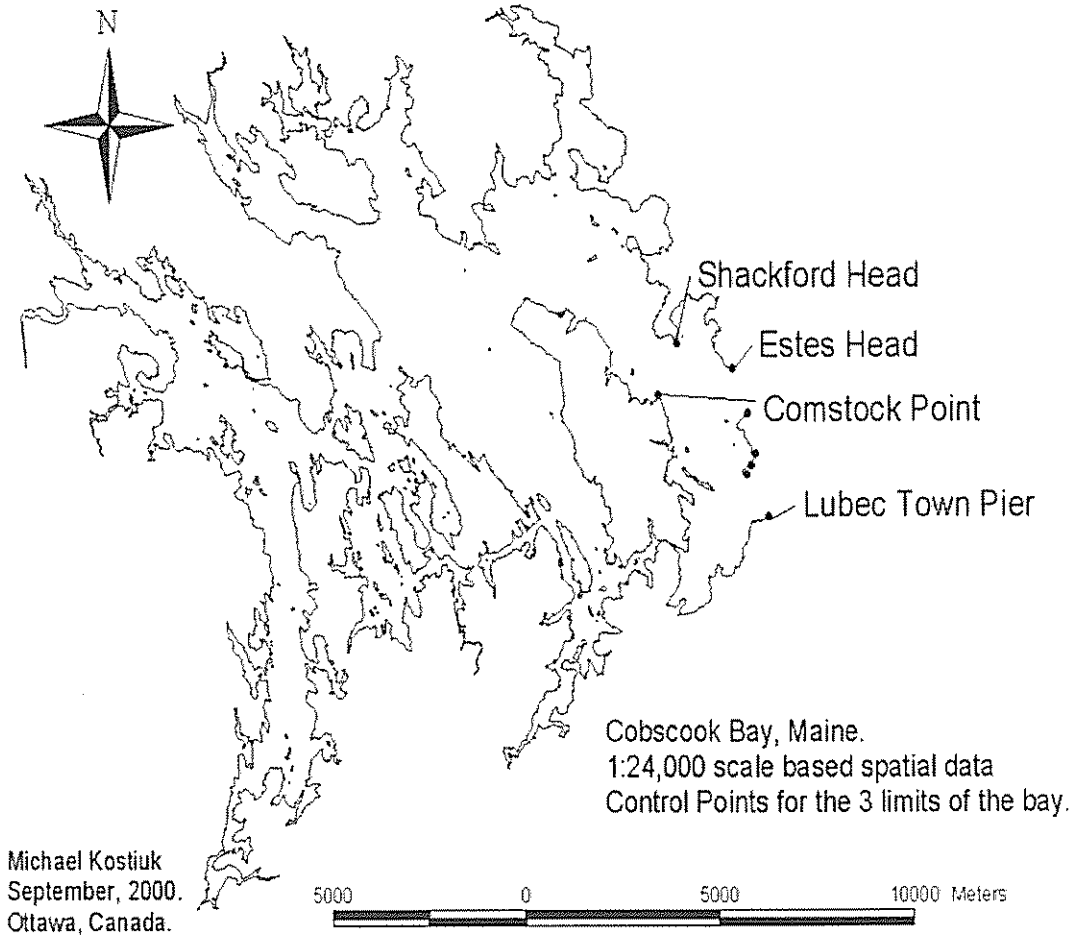 N
Shackford Head
Estes Head
Comstock Point
Lubec Town Pier
Cobscook Bay, Maine.
1:24,000 scale based spatial data
Control Points for the 3 limits of the bay.
Michael Kostiuk
September, 2000.
Ottawa, Canada.
5000 0 5000 10000 Meters